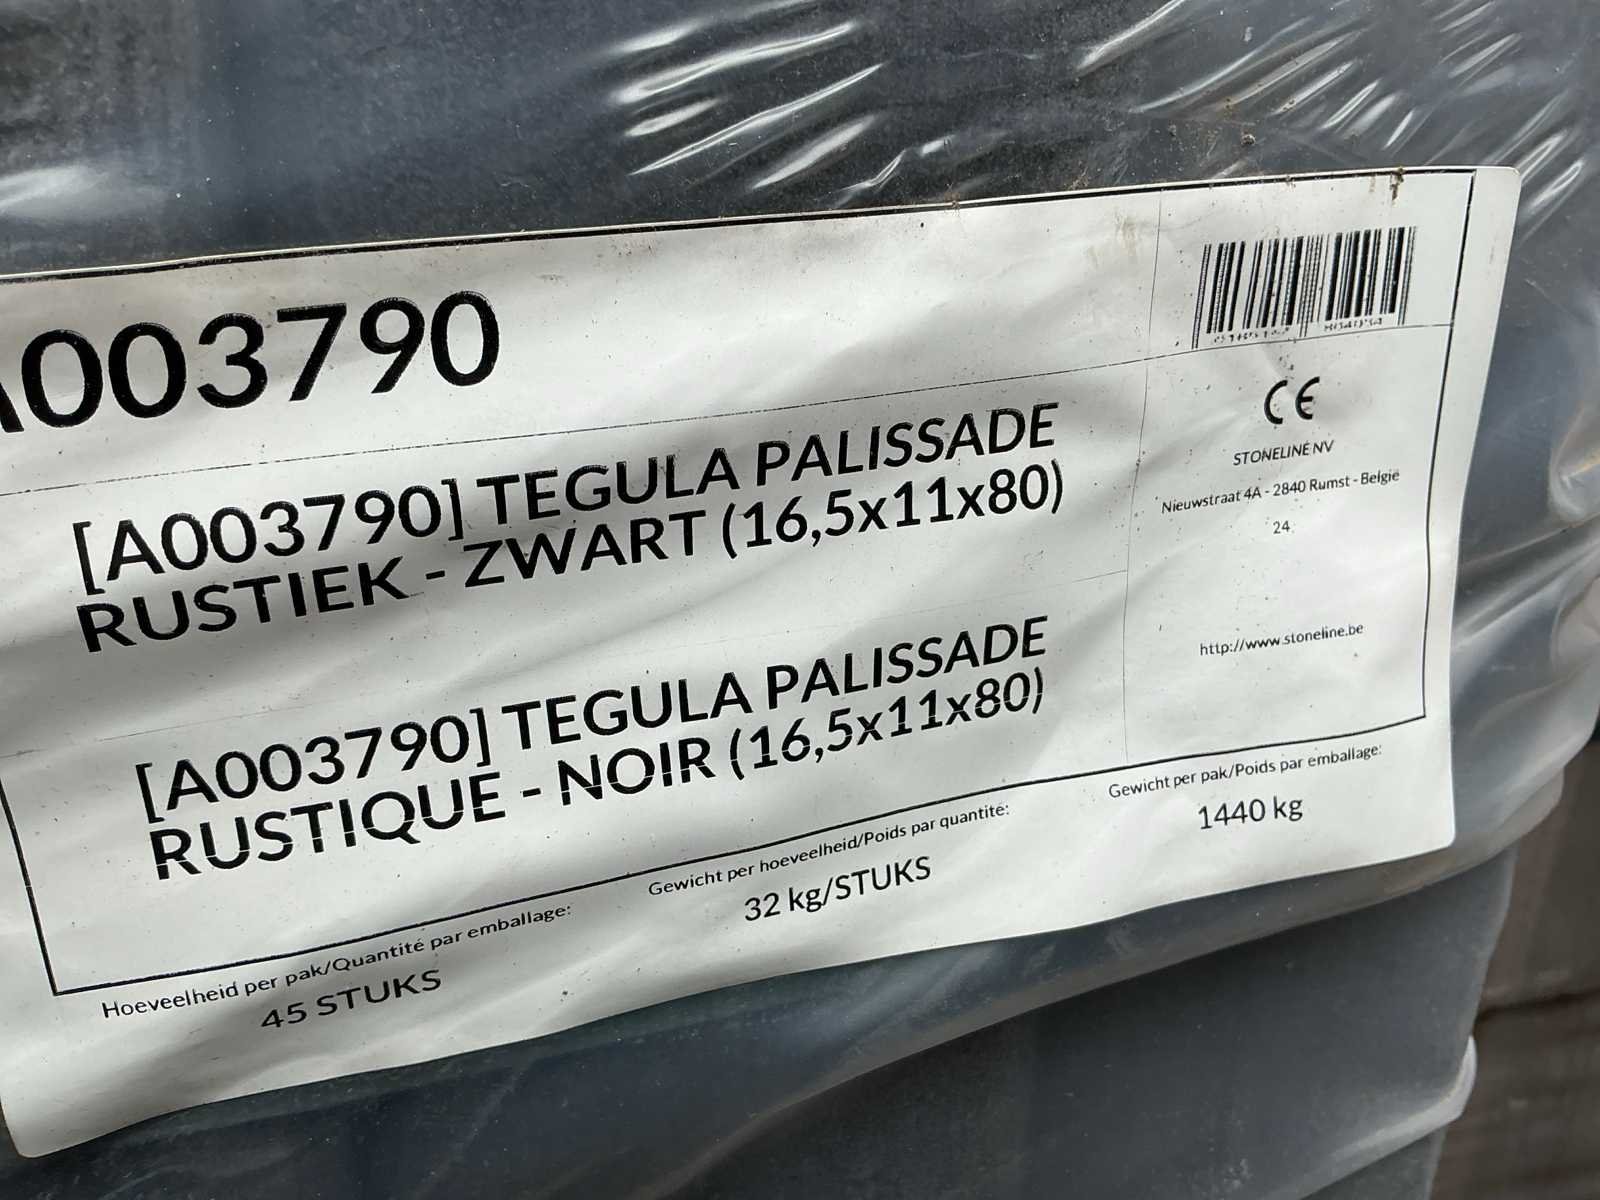 A003790
[A003790] TEGULA PALISSADE
RUSTIEK - ZWART (16,5x11x80)
[A003790] TEGULA PALISSADE
RUSTIQUE - NOIR (16,5x11x80)
CE
STONELINE NV
Nieuwstraat 4A - 2840 Rumst - België
24
http://www.stoneline.be
Hoeveelheid per pak/Quantité par emballage:
45 STUKS
Gewicht per hoeveelheid/Poids par quantité:
32 kg/STUKS
Gewicht per pak/Poids par emballage:
1440 kg